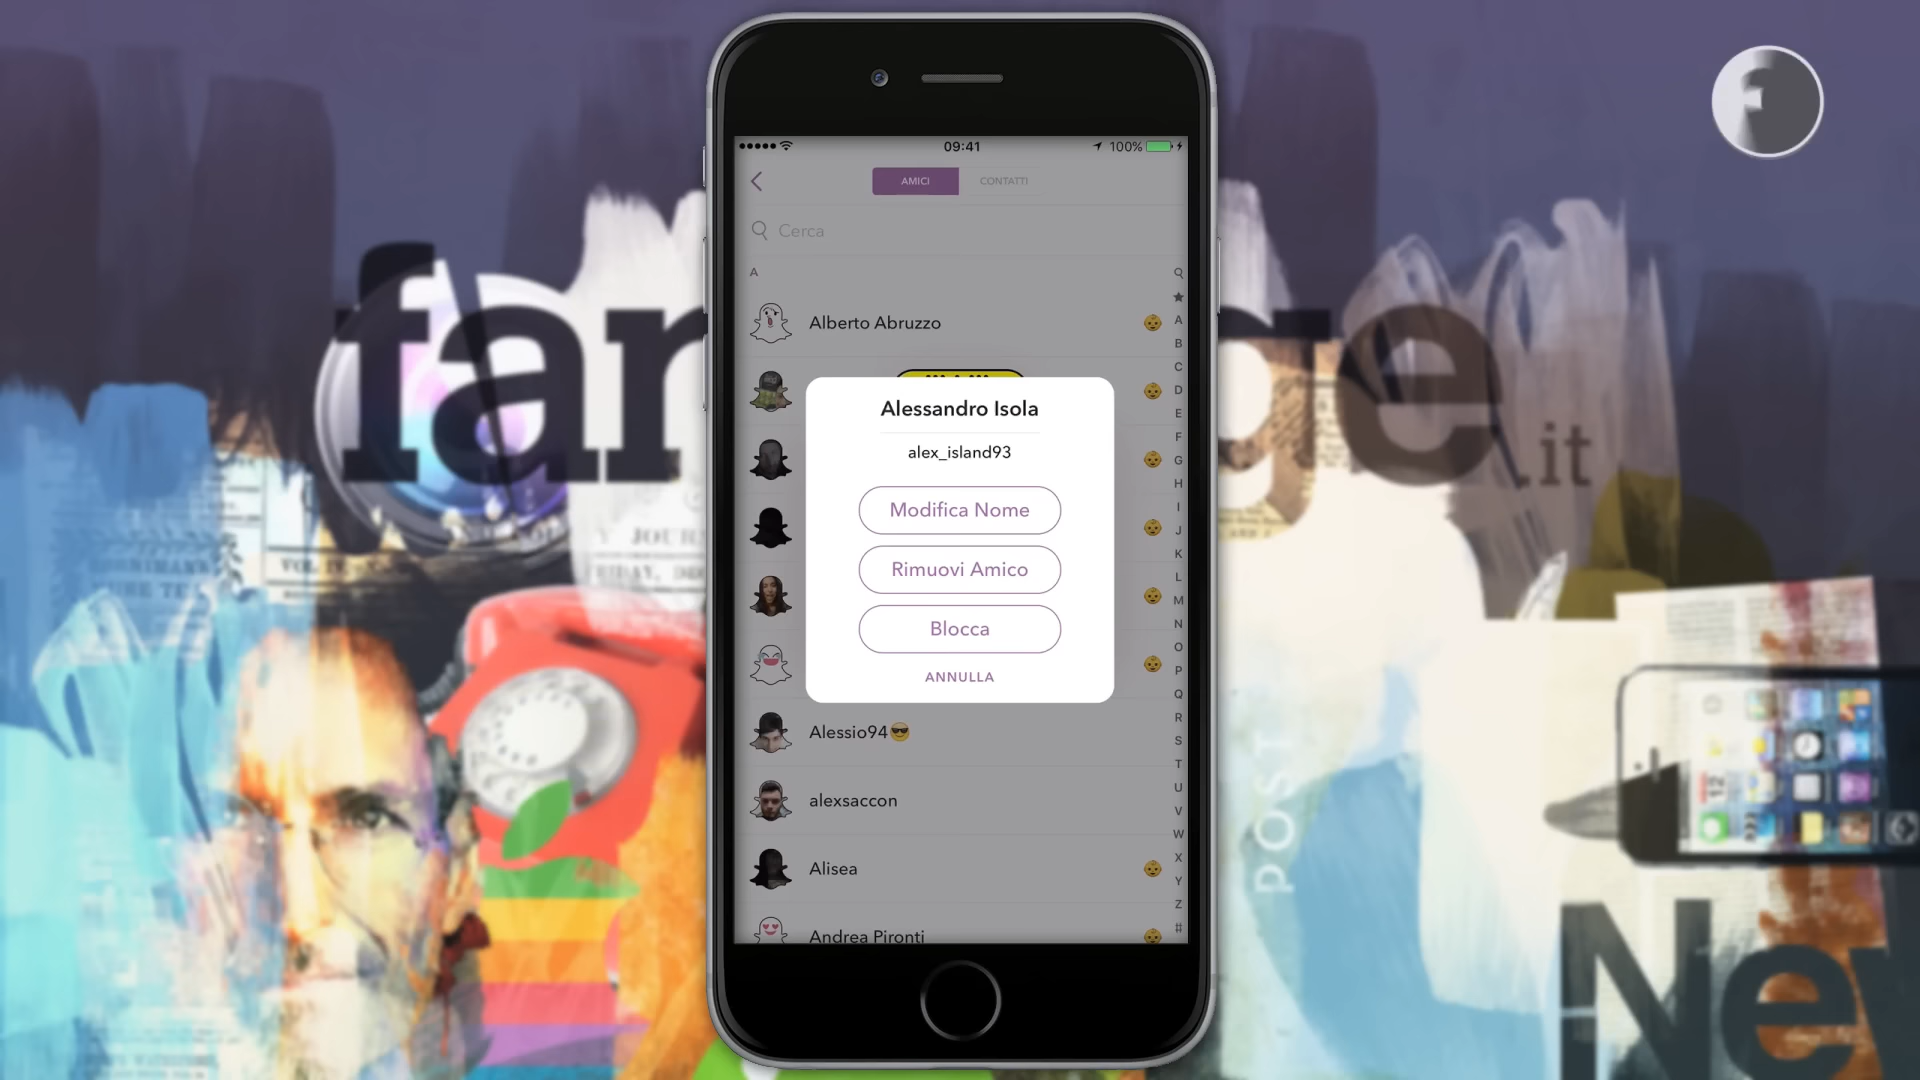 09:41
100%
AMICI
CONTATTI
Cerca
A
Alberto Abruzzo
Alessandro Isola
alex_island93
Modifica Nome
Rimuovi Amico
Blocca
ANNULLA
Alessio94😎
alexsaccon
Alisea
Andrea Pironti
Q
★
A
B
C
D
E
F
G
H
I
J
K
L
M
N
O
P
Q
R
S
T
U
V
W
X
Y
Z
#
F
.it
POST